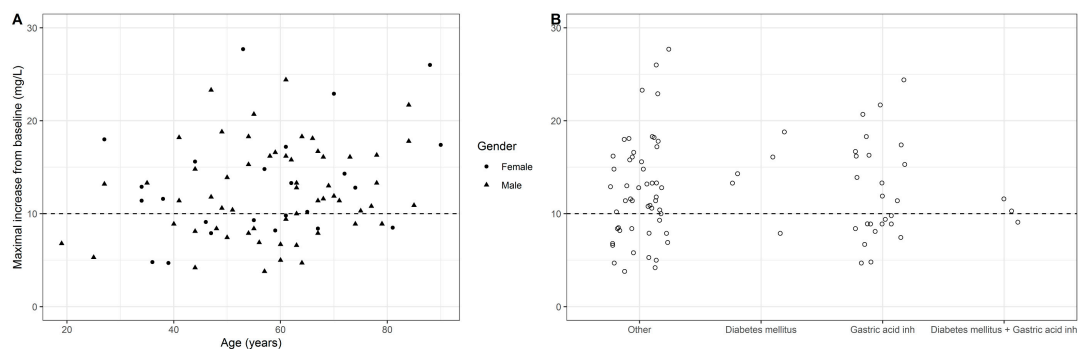 A
Maximal increase from baseline (mg/L)
30
20
10
0
20
40
60
80
Age (years)
Gender
Female
Male
B
30
20
10
0
Other
Diabetes mellitus
Gastric acid inh
Diabetes mellitus + Gastric acid inh